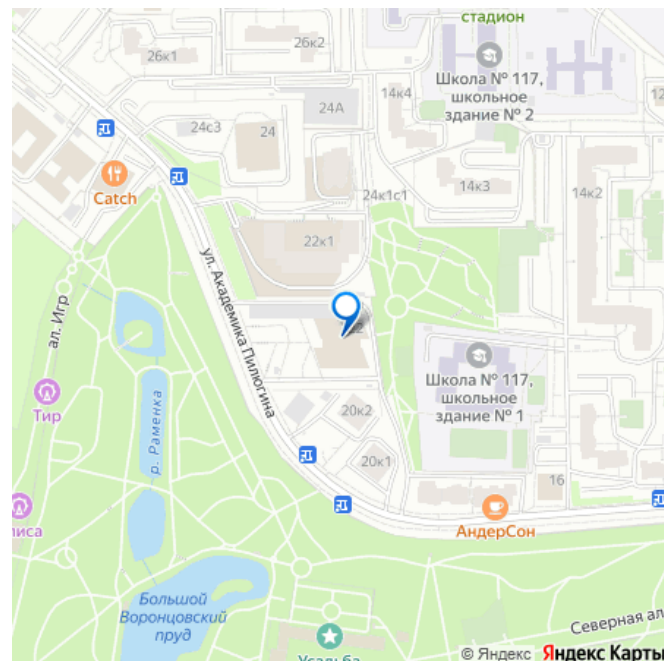 стадион
26к2
26к1
Школа № 117,
школьное
здание № 2
14к4
24А
24с3
24
Catch
24к1с1
14к3
14к2
22к1
ул. Академика Пилюгина
ал. Игр
Школа № 117,
школьное
здание № 1
Тир
р. Раменка
20к2
20к1
16
лиса
АндерСон
Большой
Воронцовский
пруд
Северная ал
Усадьба
© Яндекс Яндекс Карты